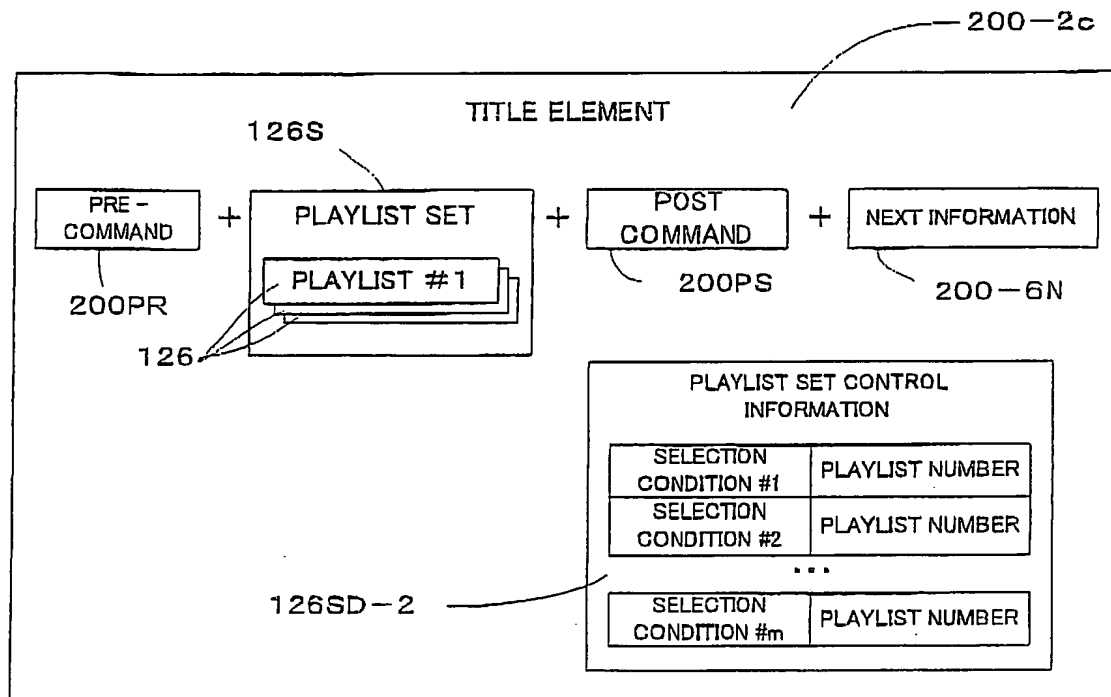 200-2c
TITLE ELEMENT
126S
PRE-
COMMAND
+
PLAYLIST SET
PLAYLIST #1
+
POST
COMMAND
+
NEXT INFORMATION
200PR
126
200PS
200-6N
PLAYLIST SET CONTROL
INFORMATION
SELECTION
CONDITION #1
PLAYLIST NUMBER
SELECTION
CONDITION #2
PLAYLIST NUMBER
...
126SD-2
SELECTION
CONDITION #m
PLAYLIST NUMBER